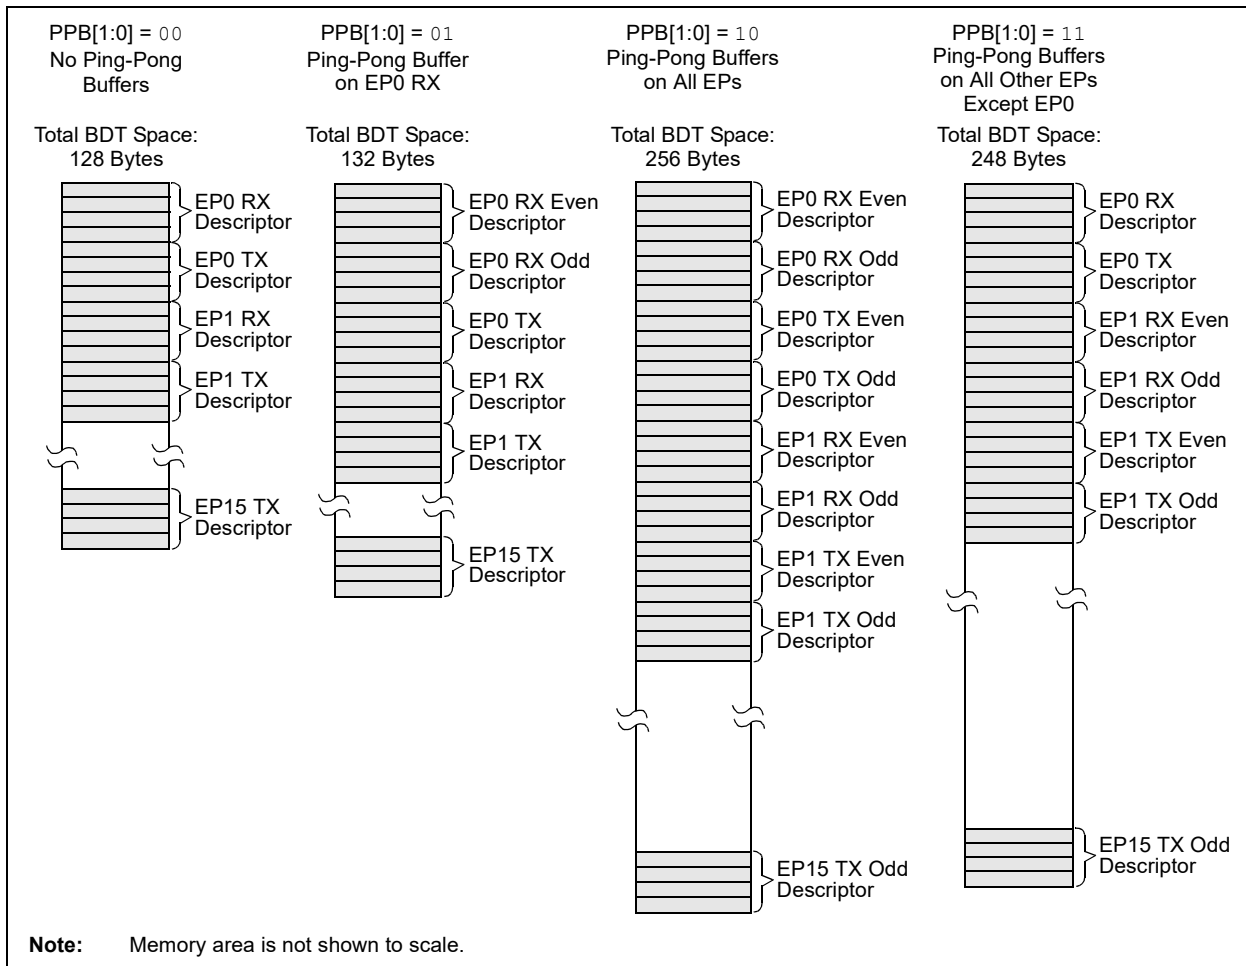 PPB[1:0] = 00
No Ping-Pong
Buffers
Total BDT Space:
128 Bytes
EP0 RX
Descriptor
EP0 TX
Descriptor
EP1 RX
Descriptor
EP1 TX
Descriptor
EP15 TX
Descriptor
PPB[1:0] = 01
Ping-Pong Buffer
on EP0 RX
Total BDT Space:
132 Bytes
EP0 RX Even
Descriptor
EP0 RX Odd
Descriptor
EP0 TX
Descriptor
EP1 RX
Descriptor
EP1 TX
Descriptor
EP15 TX
Descriptor
PPB[1:0] = 10
Ping-Pong Buffers
on All EPs
Total BDT Space:
256 Bytes
EP0 RX Even
Descriptor
EP0 RX Odd
Descriptor
EP0 TX Even
Descriptor
EP0 TX Odd
Descriptor
EP1 RX Even
Descriptor
EP1 RX Odd
Descriptor
EP1 TX Even
Descriptor
EP1 TX Odd
Descriptor
EP15 TX Odd
Descriptor
PPB[1:0] = 11
Ping-Pong Buffers
on All Other EPs
Except EP0
Total BDT Space:
248 Bytes
EP0 RX
Descriptor
EP0 TX
Descriptor
EP1 RX Even
Descriptor
EP1 RX Odd
Descriptor
EP1 TX Even
Descriptor
EP1 TX Odd
Descriptor
EP15 TX Odd
Descriptor
Note: Memory area is not shown to scale.